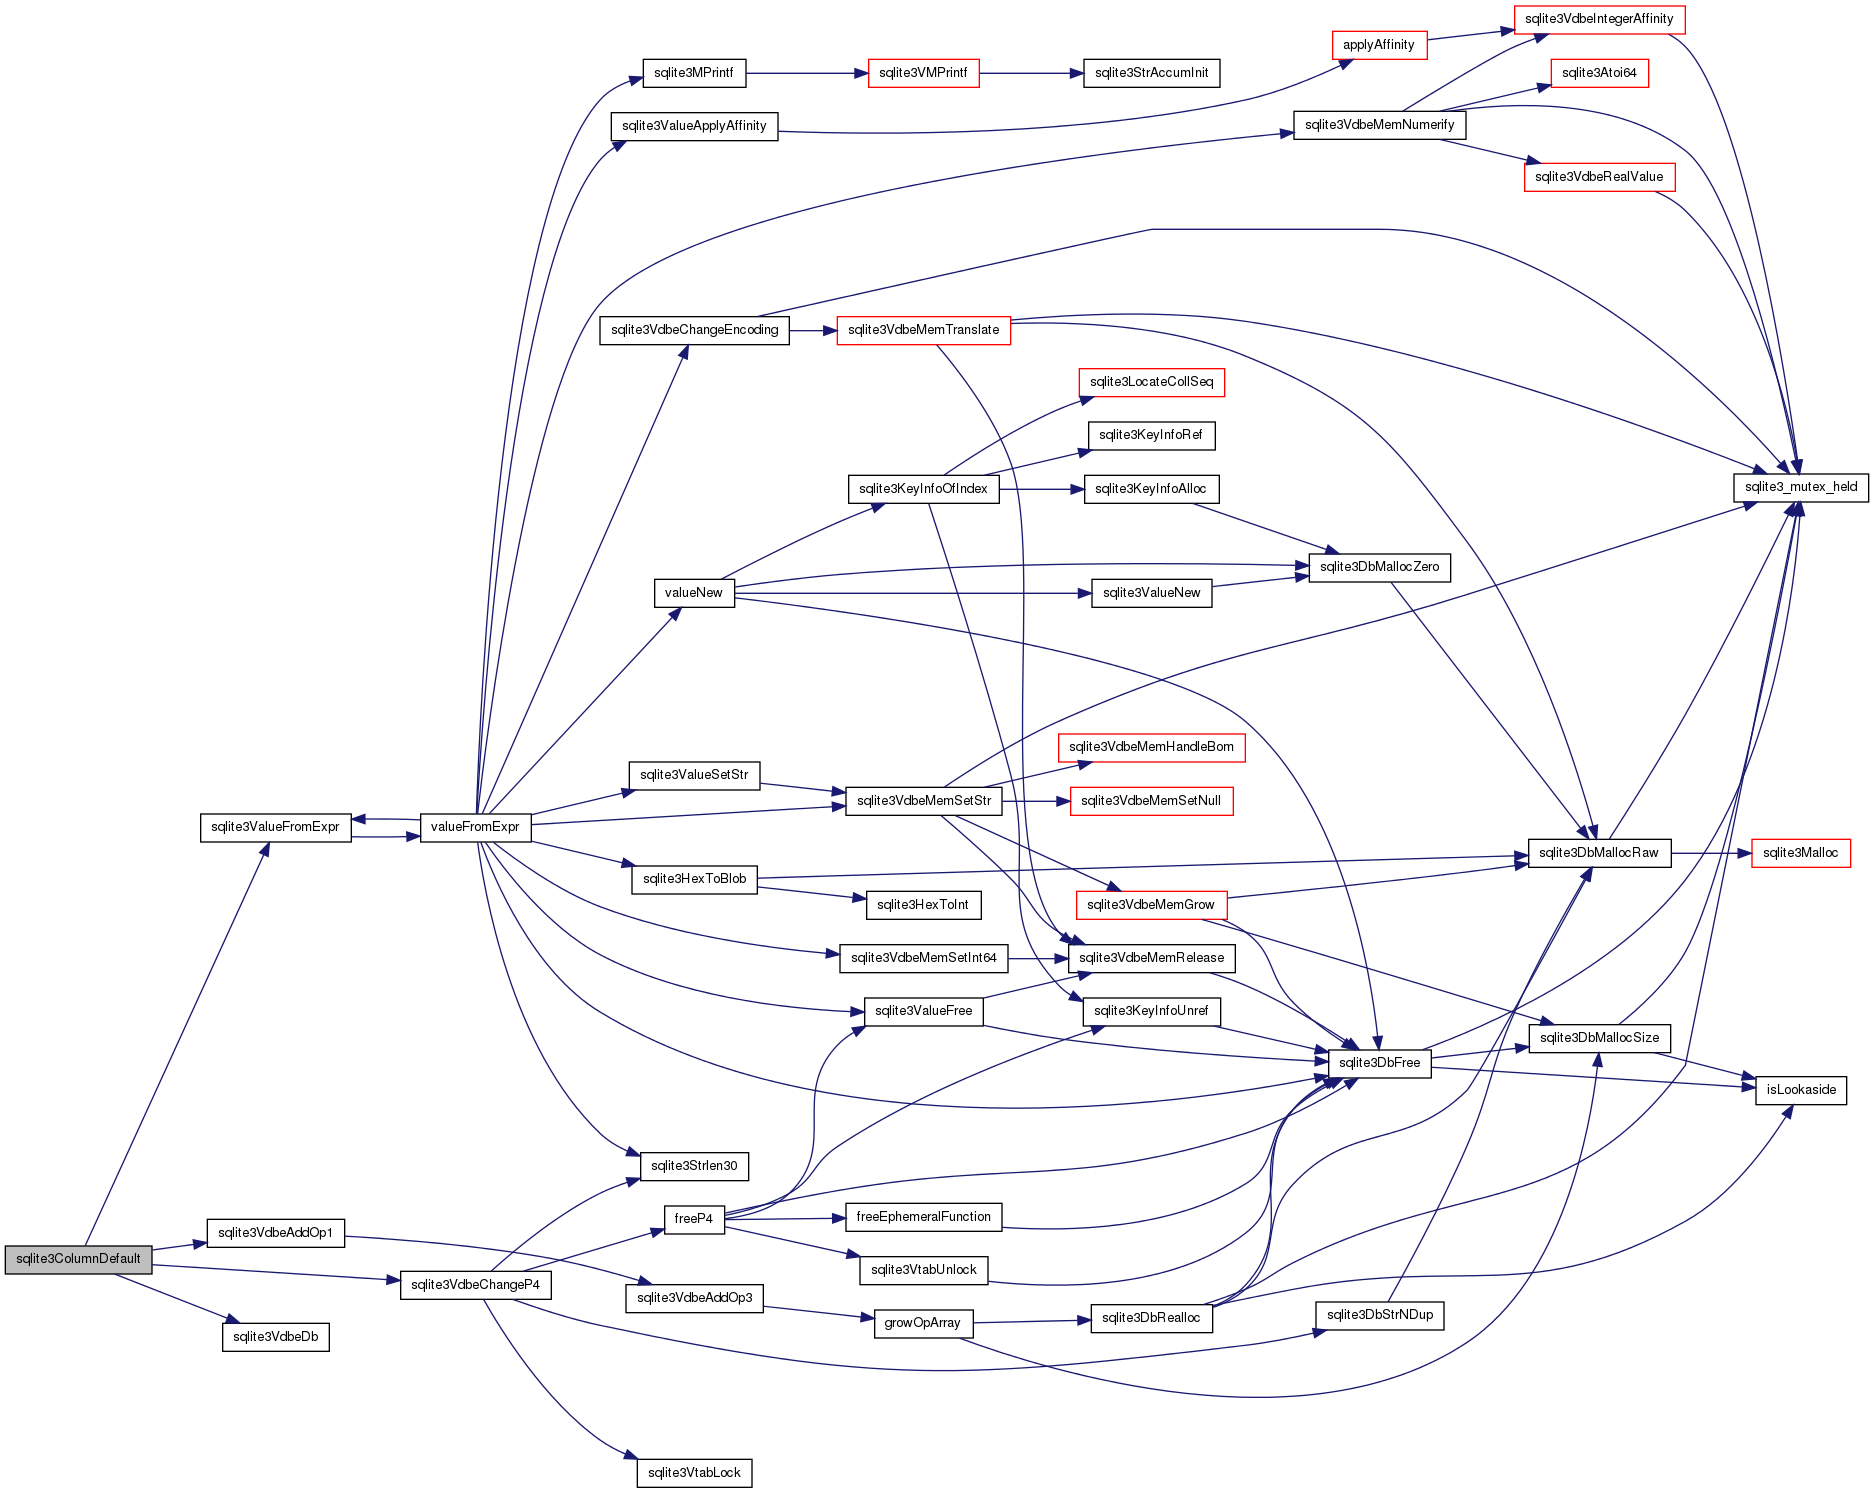 sqlite3VdbeIntegerAffinity
applyAffinity
sqlite3MPrintf
sqlite3VMPrintf
sqlite3StrAccumInit
sqlite3Atoi64
sqlite3ValueApplyAffinity
sqlite3VdbeMemNumerify
sqlite3VdbeRealValue
sqlite3VdbeChangeEncoding
sqlite3VdbeMemTranslate
sqlite3LocateCollSeq
sqlite3KeyInfoRef
sqlite3KeyInfoOfIndex
sqlite3KeyInfoAlloc
sqlite3_mutex_held
sqlite3DbMallocZero
valueNew
sqlite3ValueNew
sqlite3VdbeMemHandleBom
sqlite3ValueSetStr
sqlite3VdbeMemSetStr
sqlite3VdbeMemSetNull
sqlite3ValueFromExpr
valueFromExpr
sqlite3DbMallocRaw
sqlite3Malloc
sqlite3HexToBlob
sqlite3HexToInt
sqlite3VdbeMemGrow
sqlite3VdbeMemSetInt64
sqlite3VdbeMemRelease
sqlite3ValueFree
sqlite3KeyInfoUnref
sqlite3DbMallocSize
sqlite3DbFree
isLookaside
sqlite3Strlen30
freeP4
freeEphemeralFunction
sqlite3VdbeAddOp1
sqlite3ColumnDefault
sqlite3VtabUnlock
sqlite3VdbeChangeP4
sqlite3VdbeAddOp3
sqlite3DbRealloc
sqlite3DbStrNDup
growOpArray
sqlite3VdbeDb
sqlite3VtabLock